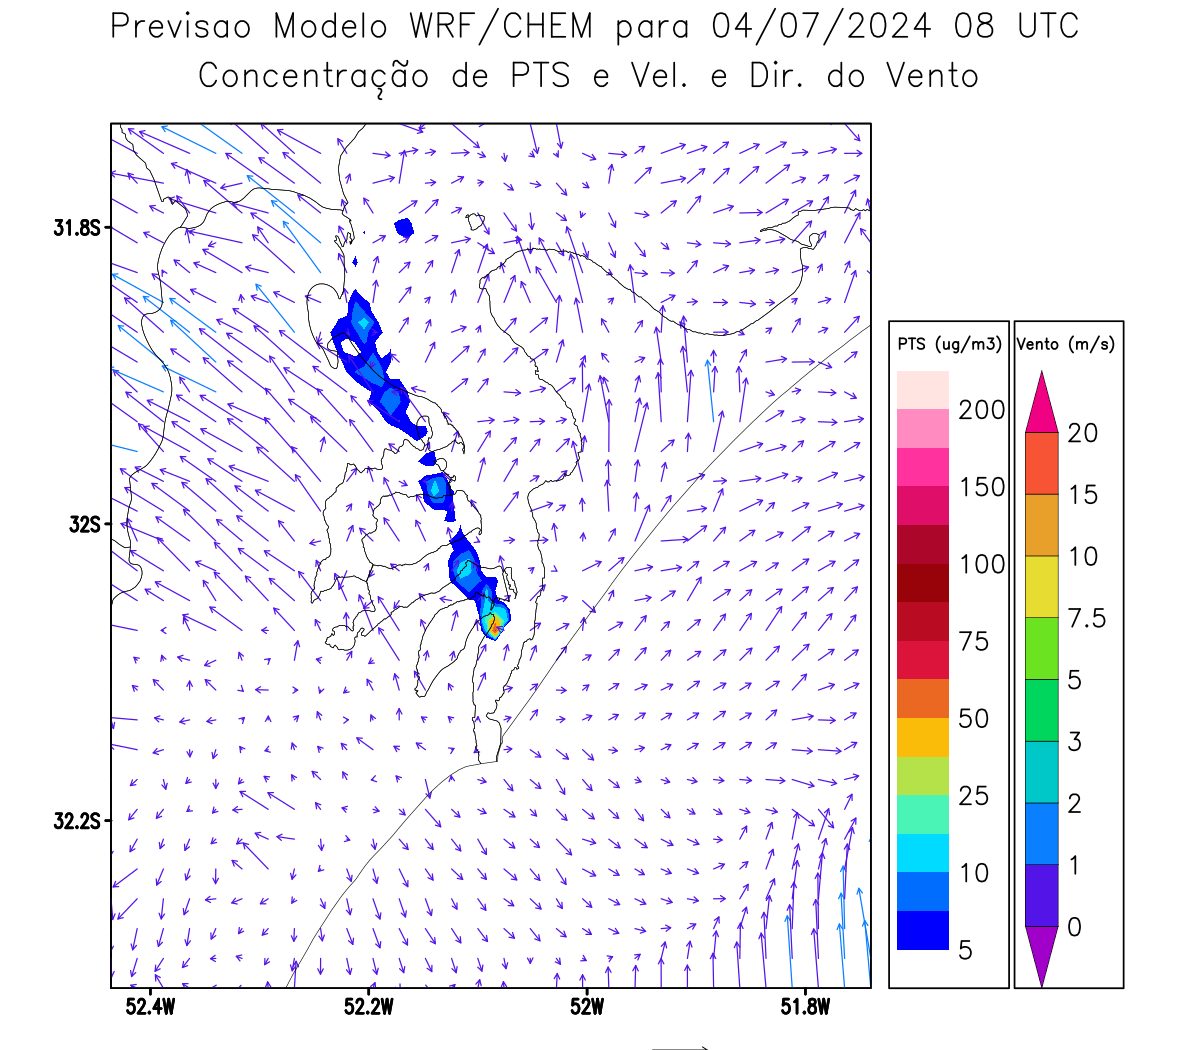 Previsao Modelo WRF/CHEM para 04/07/2024 08 UTC
Concentração de PTS e Vel. e Dir. do Vento
31.8S
32S
32.2S
52.4W
52.2W
52W
51.8W
PTS (ug/m3)
200
150
100
75
50
25
10
5
Vento (m/s)
20
15
10
7.5
5
3
2
1
0